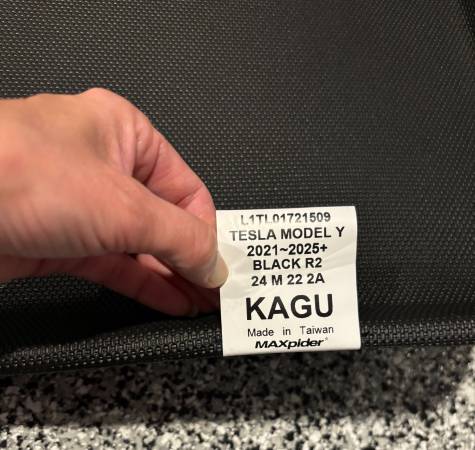 L1TL01721509
TESLA MODEL Y
2021~2025+
BLACK R2
24 M 22 2A
KAGU
Made in Taiwan
MAXpider®